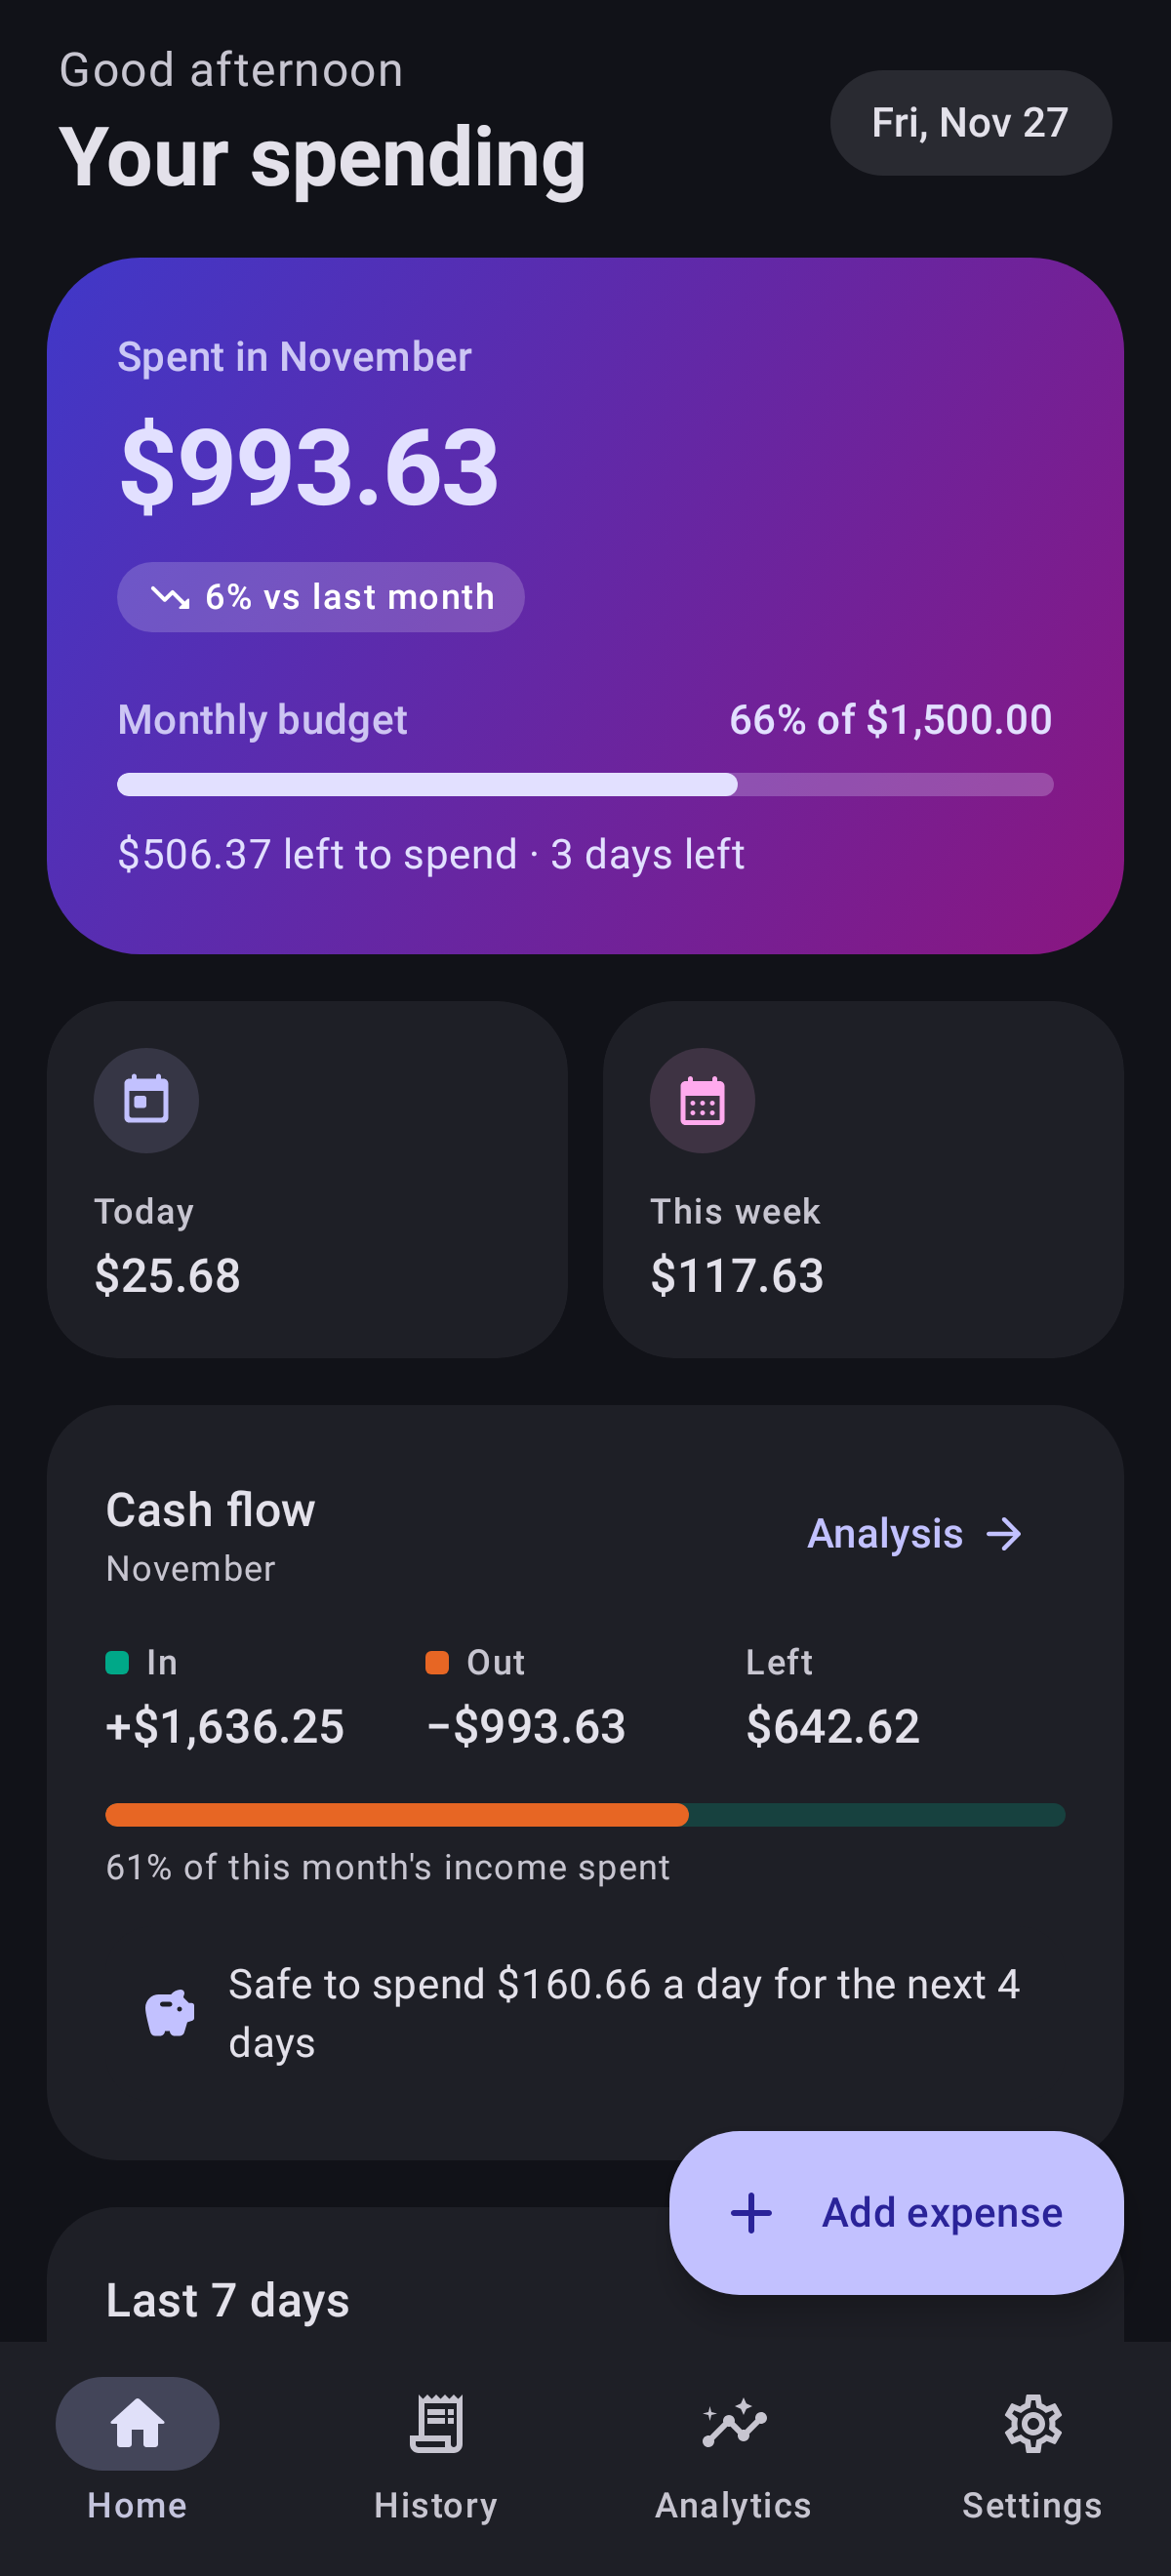 Good afternoon
Your spending
Fri, Nov 27
Spent in November
$993.63
6% vs last month
Monthly budget
66% of $1,500.00
$506.37 left to spend · 3 days left
Today
$25.68
This week
$117.63
Cash flow
November
Analysis
In
Out
Left
+$1,636.25
−$993.63
$642.62
61% of this month's income spent
Safe to spend $160.66 a day for the next 4
days
Add expense
Last 7 days
Home
History
Analytics
Settings